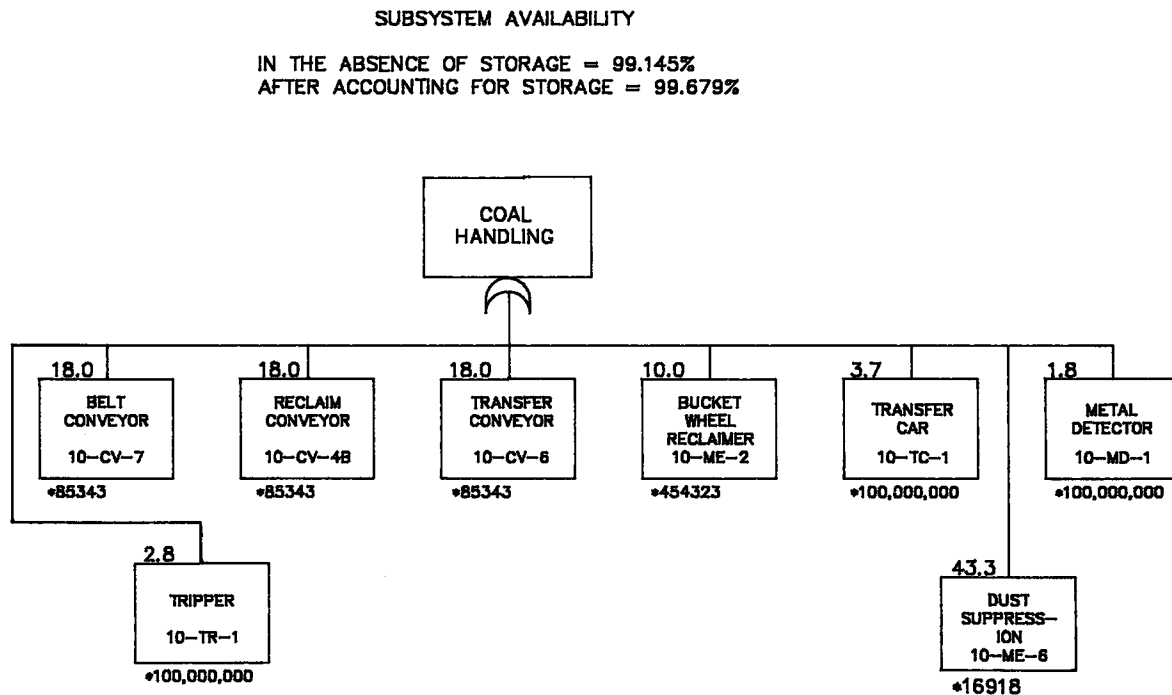 SUBSYSTEM AVAILABILITY
IN THE ABSENCE OF STORAGE = 99.145%
AFTER ACCOUNTING FOR STORAGE = 99.679%
COAL
HANDLING
18.0
BELT
CONVEYOR
10-CV-7
*85343
18.0
RECLAIM
CONVEYOR
10-CV-4B
*85343
18.0
TRANSFER
CONVEYOR
10-CV-6
*85343
10.0
BUCKET
WHEEL
RECLAIMER
10-ME-2
*454323
3.7
TRANSFER
CAR
10-TC-1
*100,000,000
1.8
METAL
DETECTOR
10-MD-1
*100,000,000
2.8
TRIPPER
10-TR-1
*100,000,000
43.3
DUST
SUPPRESS-
ION
10-ME-6
*16918